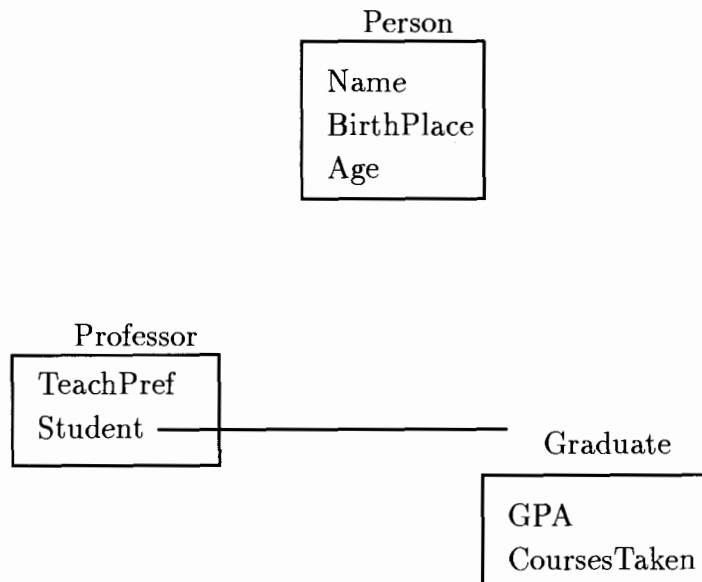 Person
Name
BirthPlace
Age
Professor
TeachPref
Student
Graduate
GPA
CoursesTaken